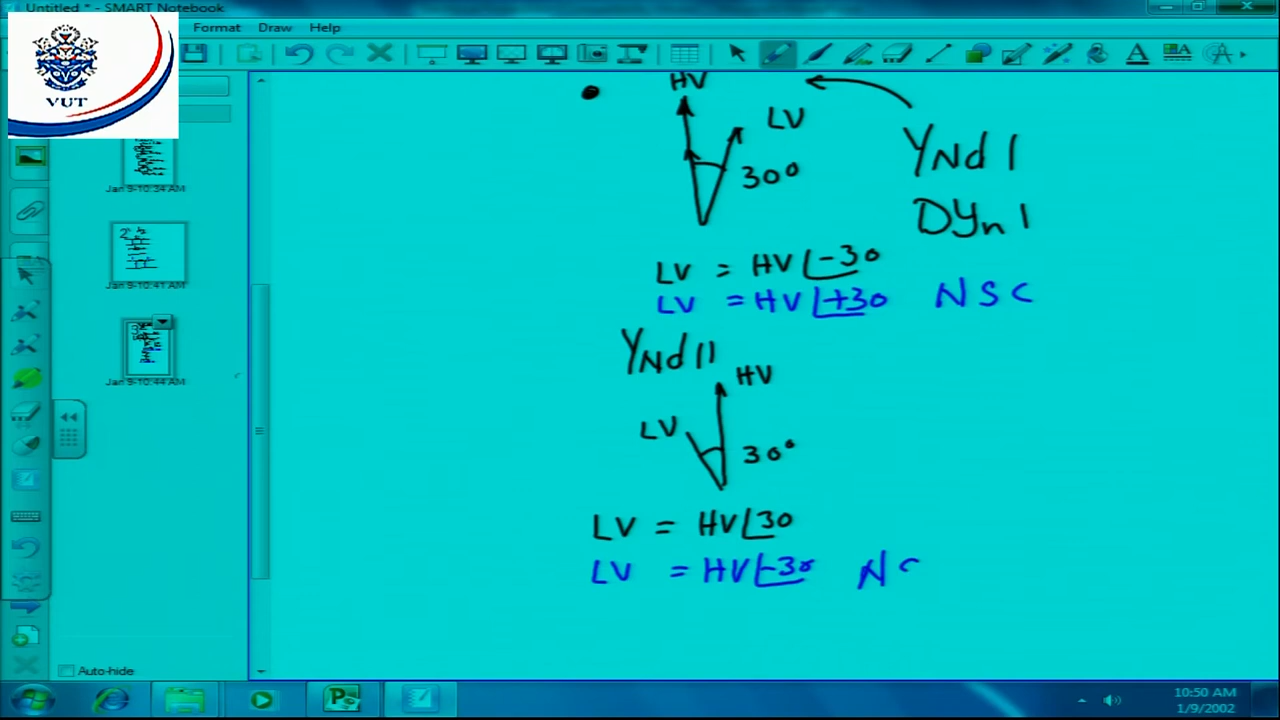 Untitled * - SMART Notebook
Format Draw Help
VUT
HV
LV
30°
YNd1
DYn1
LV = HV∠-30
LV = HV∠+30 NSC
YNd11
HV
LV
30°
LV = HV∠30
LV = HV∠-30
Jan 9-10:34 AM
Jan 9-10:41 AM
Jan 9-10:44 AM
Auto-hide
10:50 AM
1/9/2002